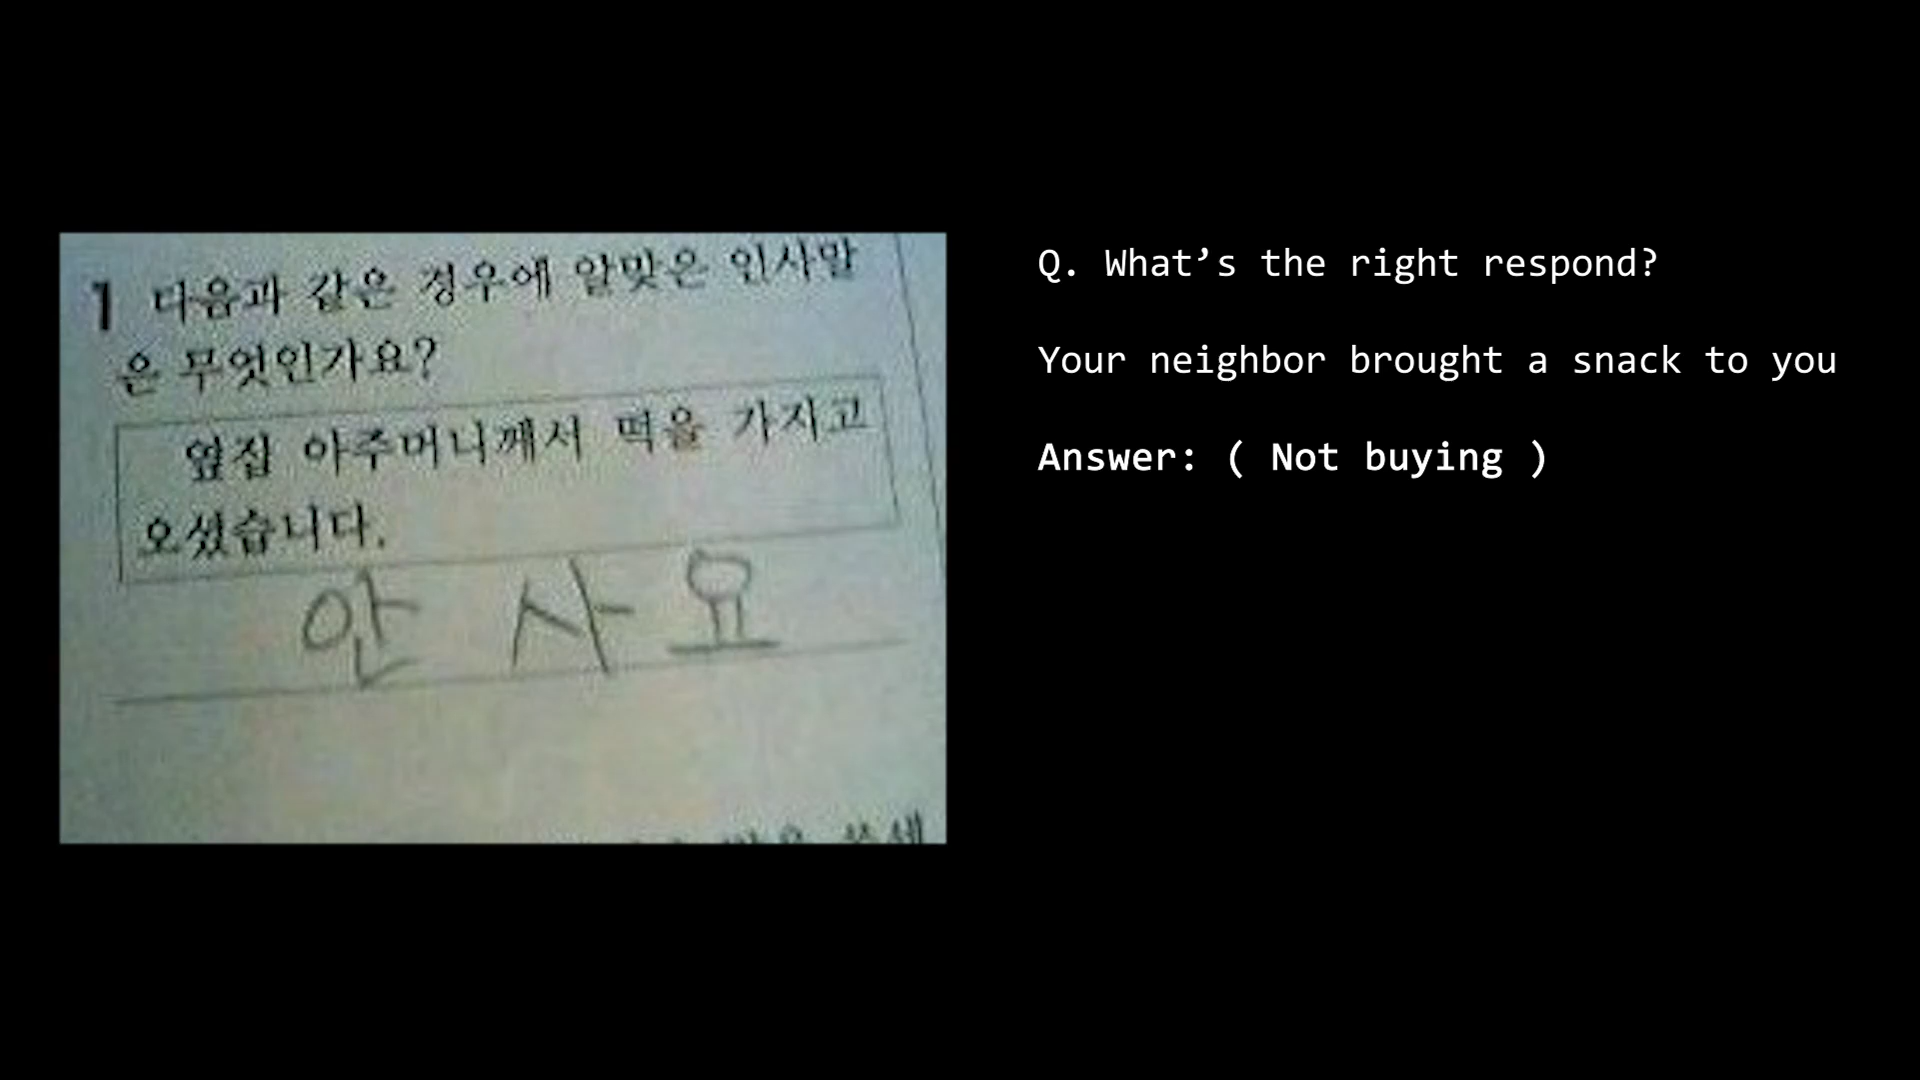 1 다음과 같은 경우에 알맞은 인사말
은 무엇인가요?
옆집 아주머니께서 떡을 가지고
오셨습니다.
안 사요
Q. What’s the right respond?
Your neighbor brought a snack to you
Answer: ( Not buying )